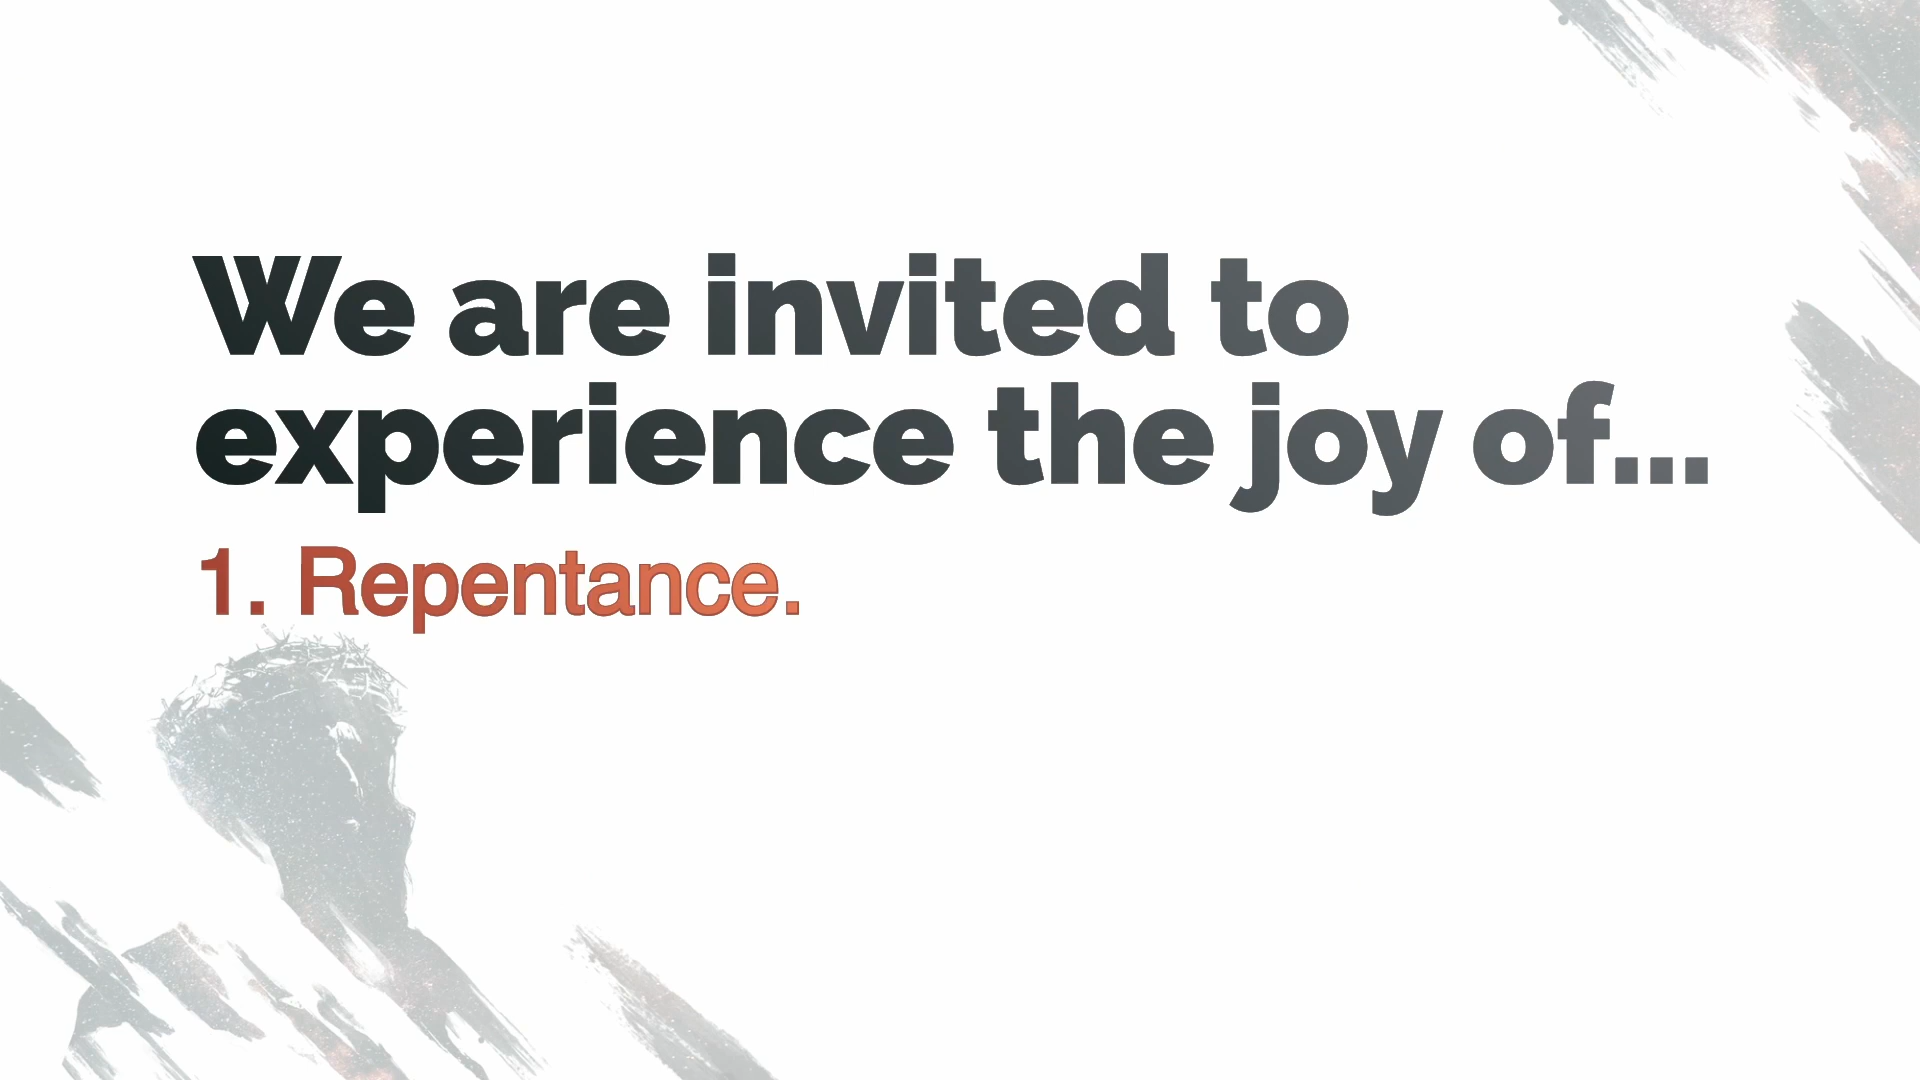 We are invited to
experience the joy of...
1. Repentance.